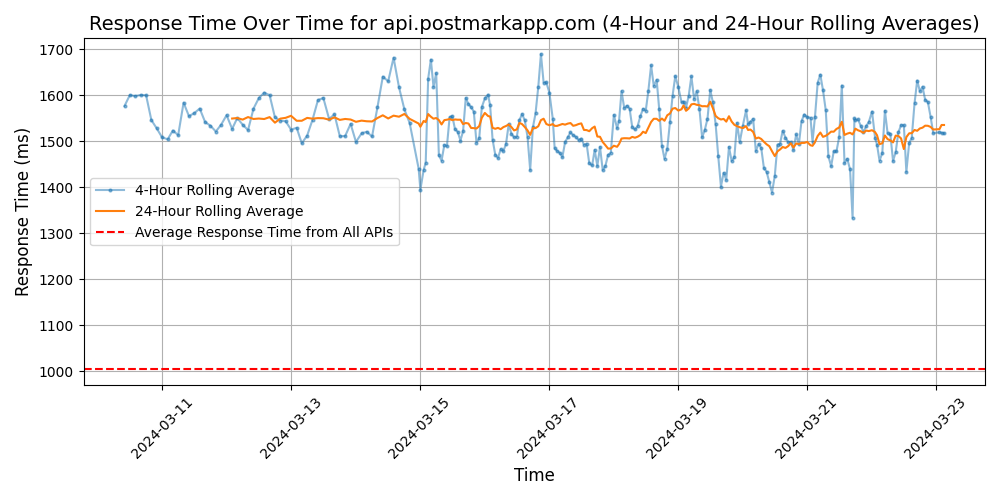 Response Time Over Time for api.postmarkapp.com (4-Hour and 24-Hour Rolling Averages)
Response Time (ms)
1700
1600
1500
1400
1300
1200
1100
1000
4-Hour Rolling Average
24-Hour Rolling Average
Average Response Time from All APIs
2024-03-11
2024-03-13
2024-03-15
2024-03-17
2024-03-19
2024-03-21
2024-03-23
Time